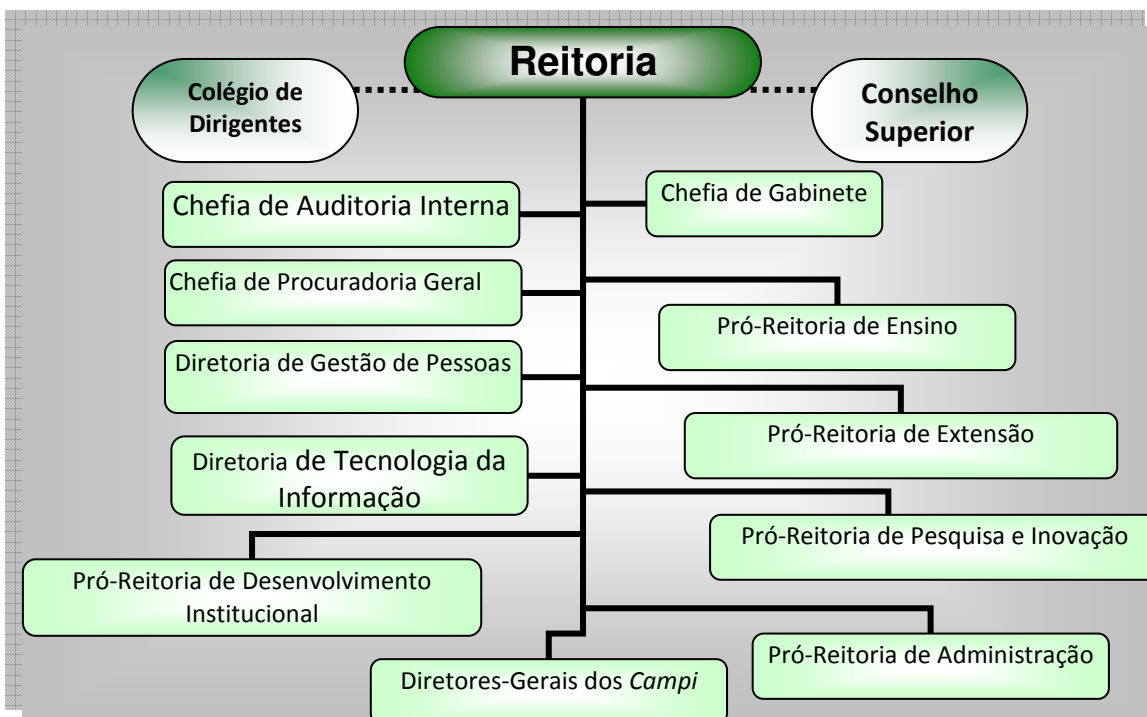 Reitoria
Colégio de
Dirigentes
Conselho
Superior
Chefia de Auditoria Interna
Chefia de Gabinete
Chefia de Procuradoria Geral
Pró-Reitoria de Ensino
Diretoria de Gestão de Pessoas
Pró-Reitoria de Extensão
Diretoria de Tecnologia da
Informação
Pró-Reitoria de Pesquisa e Inovação
Pró-Reitoria de Desenvolvimento
Institucional
Pró-Reitoria de Administração
Diretores-Gerais dos Campi